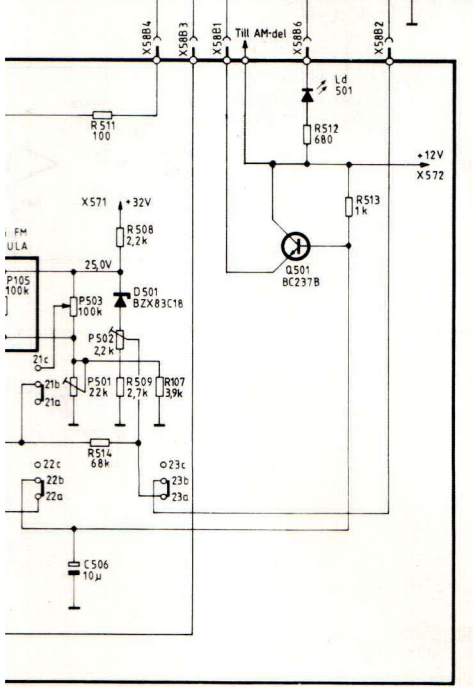 X58B4
X58B3
X58B1
Till AM-del
X58B6
X58B2
Ld
501
R511
100
R512
680
+12V
X572
X571
+32V
R513
1k
R508
2,2k
FM
ULA
25,0V
Q501
BC237B
P105
100k
P503
100k
D501
BZX83C18
P502
2,2k
21c
21b
21a
P501
22k
R509
2,7k
R107
3,9k
R514
68k
22c
22b
22a
23c
23b
23a
C506
10μ